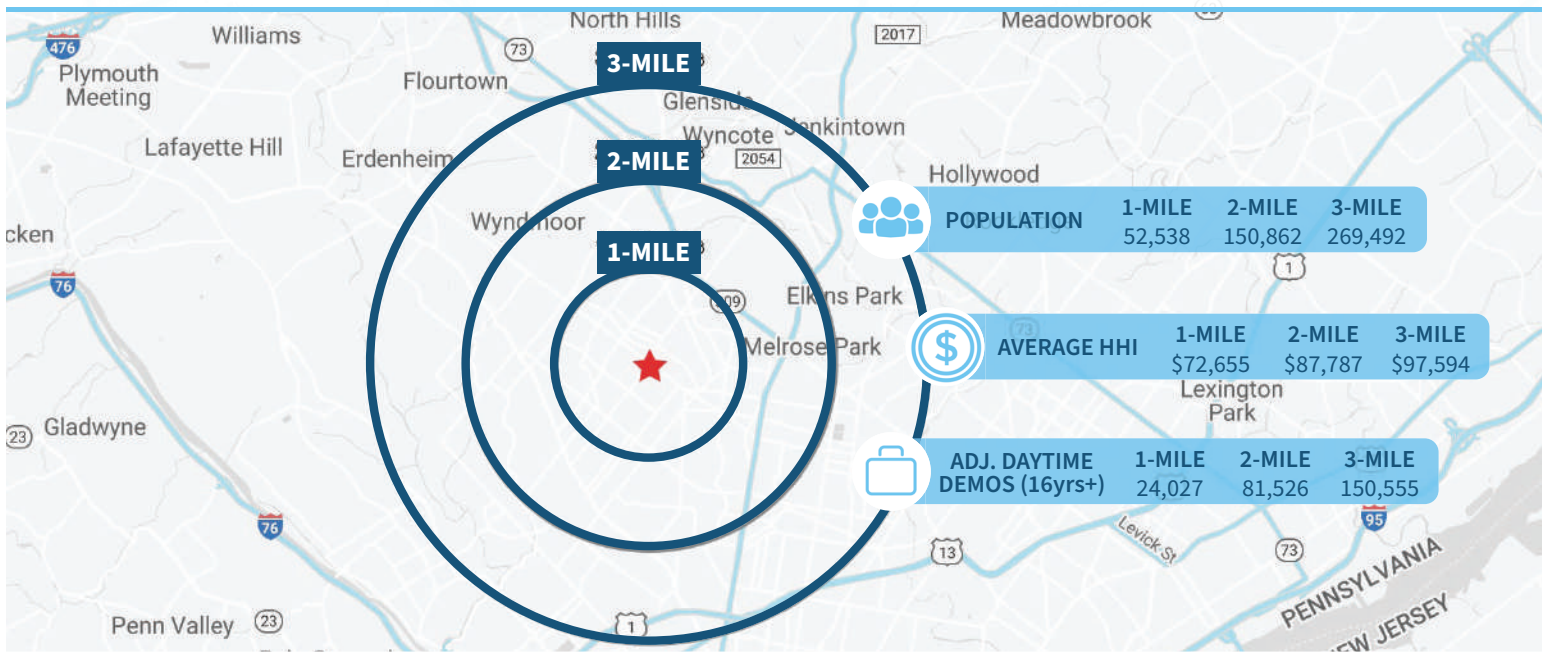 North Hills
Meadowbrook
Williams
476
73
2017
3-MILE
Plymouth
Meeting
Flourtown
Glenside
Wyncote
Jenkintown
Lafayette Hill
Erdenheim
2-MILE
2054
Hollywood
POPULATION
1-MILE 2-MILE 3-MILE
52,538 150,862 269,492
Wyndmoor
cken
1-MILE
76
1
Elkins Park
73
Melrose Park
AVERAGE HHI
1-MILE 2-MILE 3-MILE
$72,655 $87,787 $97,594
$
Lexington
Park
23
Gladwyne
ADJ. DAYTIME
DEMOS (16yrs+)
1-MILE 2-MILE 3-MILE
24,027 81,526 150,555
76
95
Levick St
13
73
PENNSYLVANIA
NEW JERSEY
Penn Valley
23
1